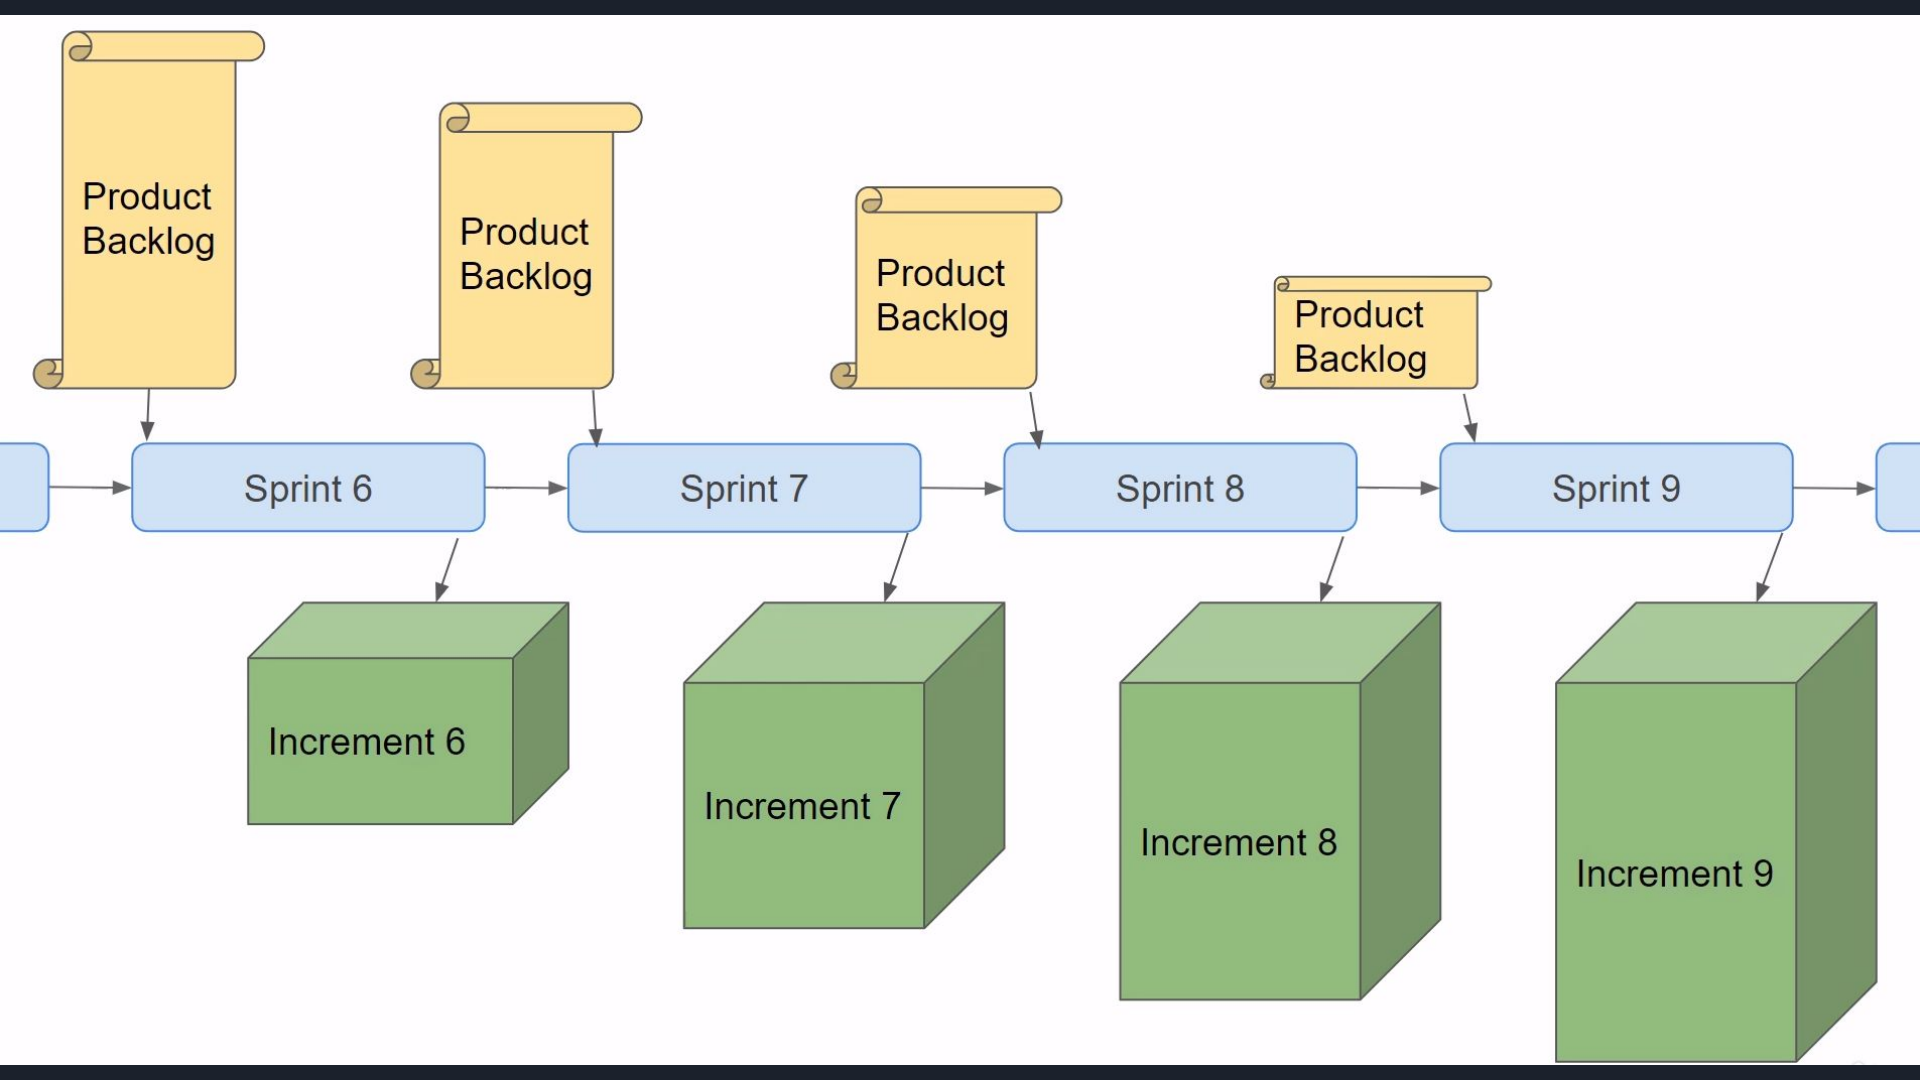 Product
Backlog
Product
Backlog
Product
Backlog
Product
Backlog
Sprint 6
Sprint 7
Sprint 8
Sprint 9
Increment 6
Increment 7
Increment 8
Increment 9